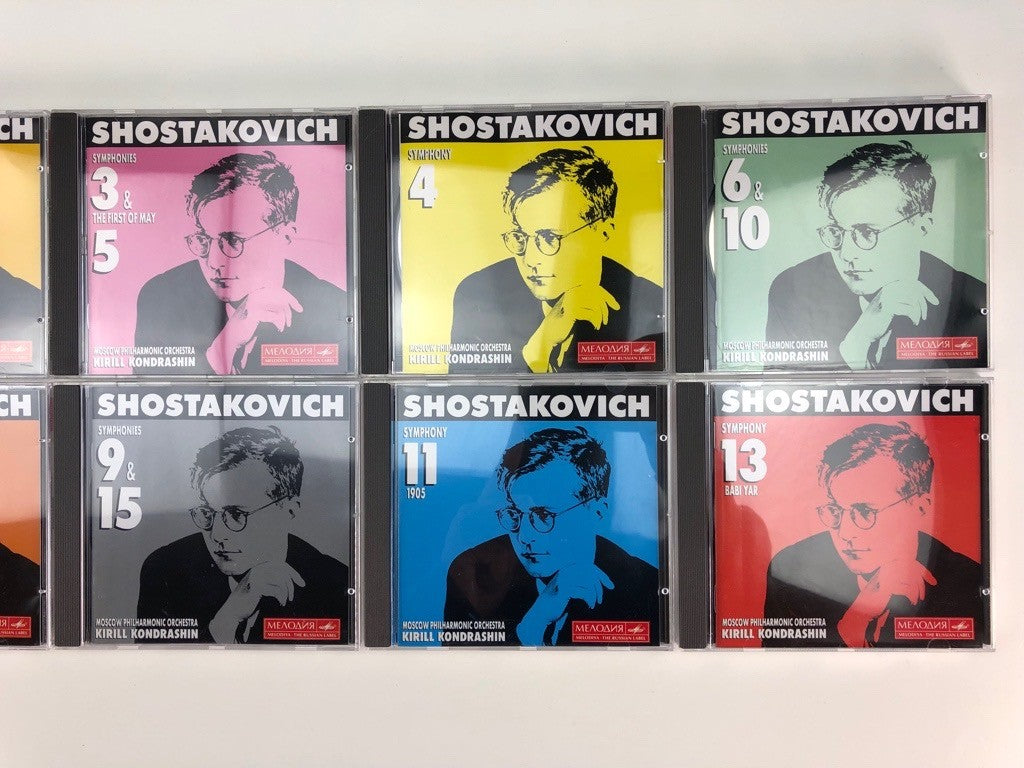 CH
SHOSTAKOVICH
SYMPHONIES
3 &
THE FIRST OF MAY
5
MOSCOW PHILHARMONIC ORCHESTRA
KIRILL KONDRASHIN
МЕЛОДИЯ
MELODIYA THE RUSSIAN LABEL
SHOSTAKOVICH
SYMPHONY
4
MOSCOW PHILHARMONIC ORCHESTRA
KIRILL KONDRASHIN
МЕЛОДИЯ
MELODIYA THE RUSSIAN LABEL
SHOSTAKOVICH
SYMPHONIES
6 &
10
MOSCOW PHILHARMONIC ORCHESTRA
KIRILL KONDRASHIN
МЕЛОДИЯ
MELODIYA THE RUSSIAN LABEL
CH
SHOSTAKOVICH
SYMPHONIES
9 &
15
MOSCOW PHILHARMONIC ORCHESTRA
KIRILL KONDRASHIN
МЕЛОДИЯ
MELODIYA THE RUSSIAN LABEL
SHOSTAKOVICH
SYMPHONY
11
1905
MOSCOW PHILHARMONIC ORCHESTRA
KIRILL KONDRASHIN
МЕЛОДИЯ
MELODIYA THE RUSSIAN LABEL
SHOSTAKOVICH
SYMPHONY
13
BABI YAR
MOSCOW PHILHARMONIC ORCHESTRA
KIRILL KONDRASHIN
МЕЛОДИЯ
MELODIYA THE RUSSIAN LABEL